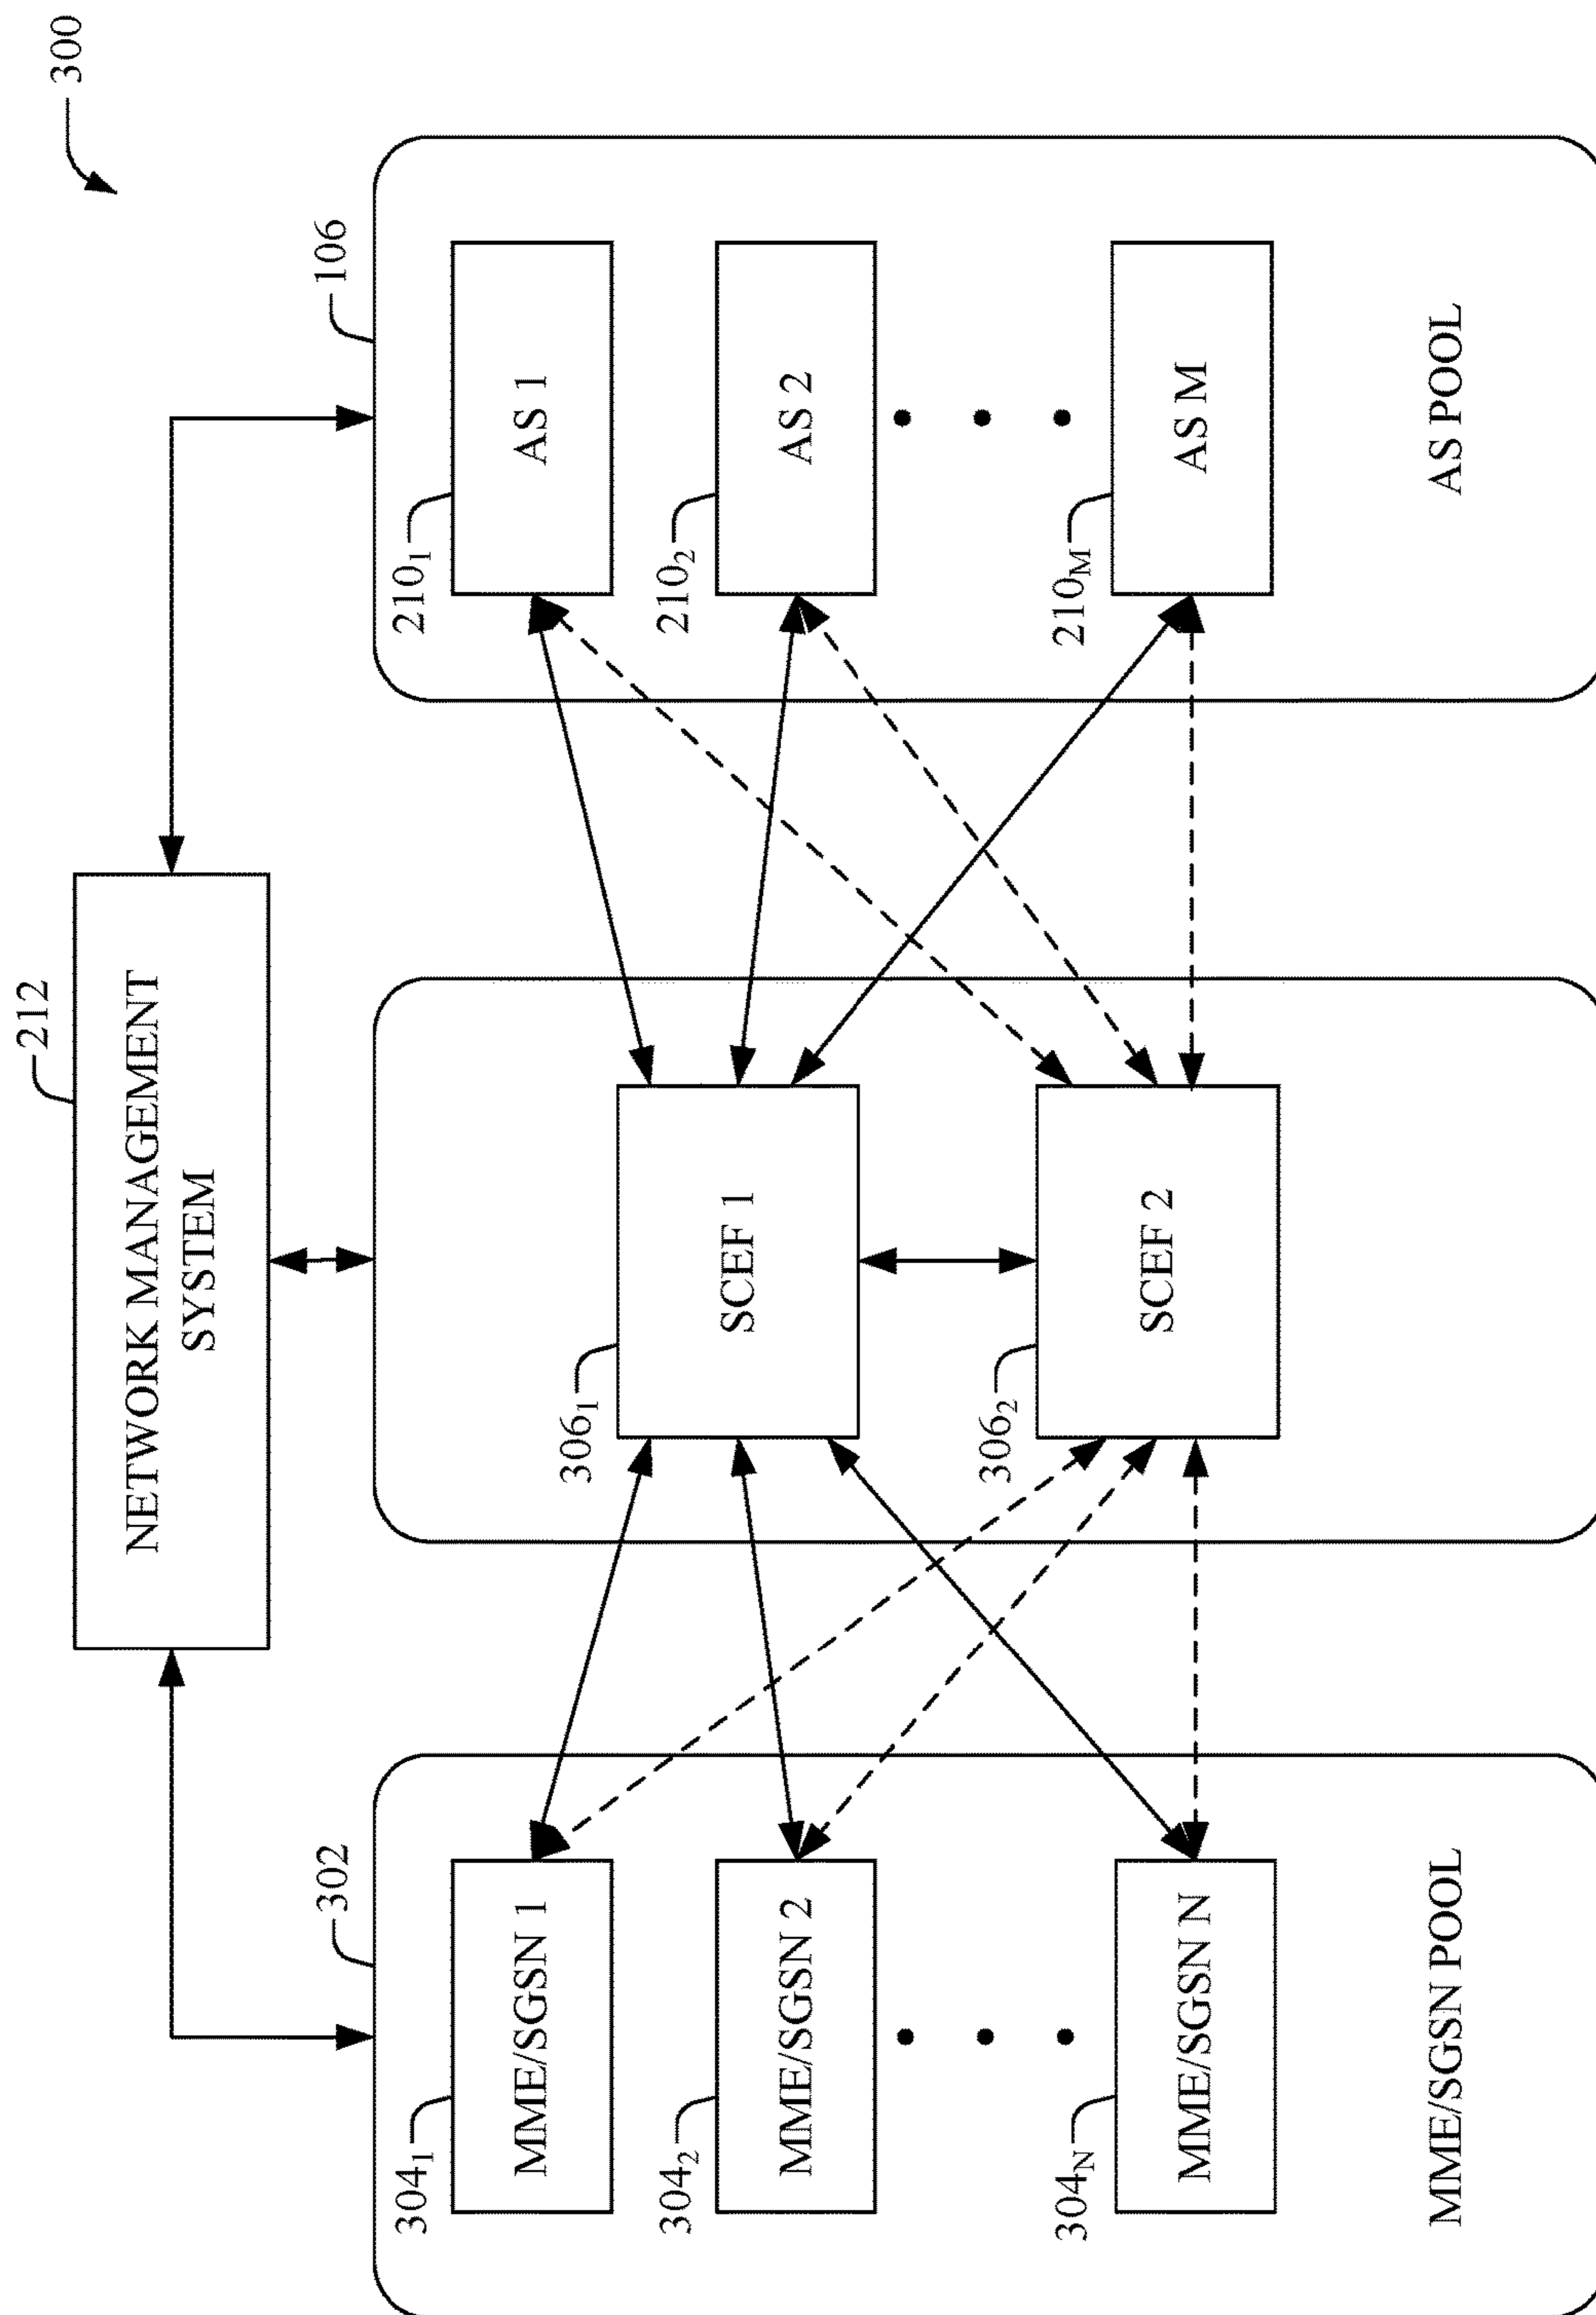 300
212
NETWORK MANAGEMENT
SYSTEM
302
106
304₁
MME/SGSN 1
304₂
MME/SGSN 2
304N
MME/SGSN N
MME/SGSN POOL
306₁
SCEF 1
306₂
SCEF 2
210₁
AS 1
210₂
AS 2
210M
AS M
AS POOL